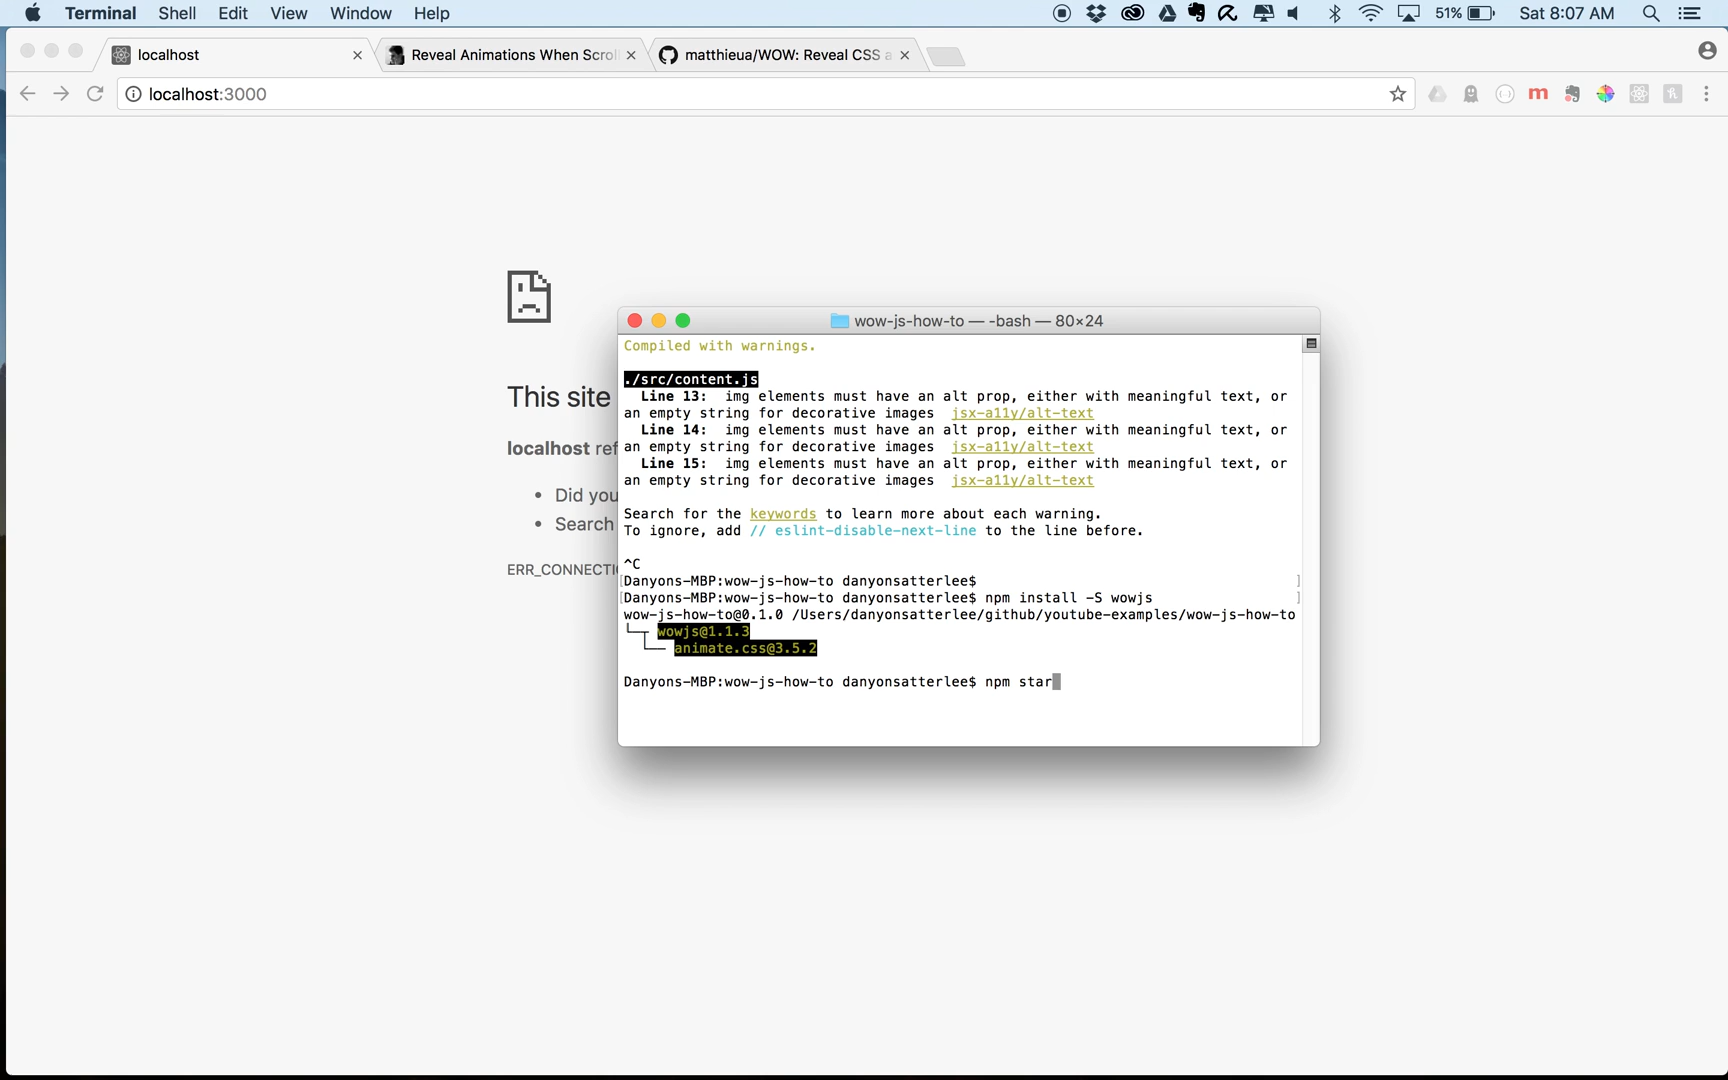 Terminal Shell Edit View Window Help 51% Sat 8:07 AM
localhost Reveal Animations When Scrol matthieua/WOW: Reveal CSS a
localhost:3000
m
This site
localhost ref
• Did you
• Search
ERR_CONNECTI
wow-js-how-to — -bash — 80×24
Compiled with warnings.
./src/content.js
Line 13: img elements must have an alt prop, either with meaningful text, or
an empty string for decorative images jsx-a11y/alt-text
Line 14: img elements must have an alt prop, either with meaningful text, or
an empty string for decorative images jsx-a11y/alt-text
Line 15: img elements must have an alt prop, either with meaningful text, or
an empty string for decorative images jsx-a11y/alt-text
Search for the keywords to learn more about each warning.
To ignore, add // eslint-disable-next-line to the line before.
^C
[Danyons-MBP:wow-js-how-to danyonsatterlee$ ]
[Danyons-MBP:wow-js-how-to danyonsatterlee$ npm install -S wowjs ]
wow-js-how-to@0.1.0 /Users/danyonsatterlee/github/youtube-examples/wow-js-how-to
└─┬ wowjs@1.1.3
  └── animate.css@3.5.2
Danyons-MBP:wow-js-how-to danyonsatterlee$ npm star